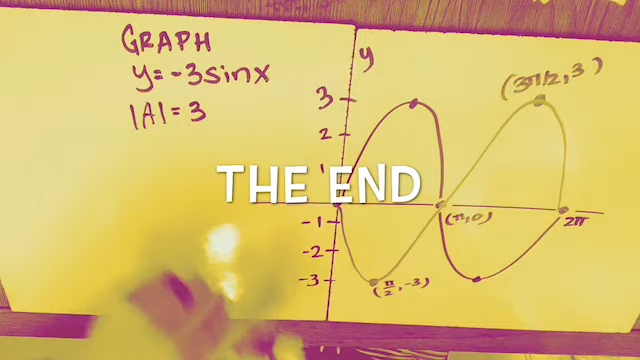 GRAPH
y=-3sinx
|A|=3
y
(3π/2,3)
3
2
1
THE END
-1
(π,0)
2π
-2
-3
(π/2,-3)